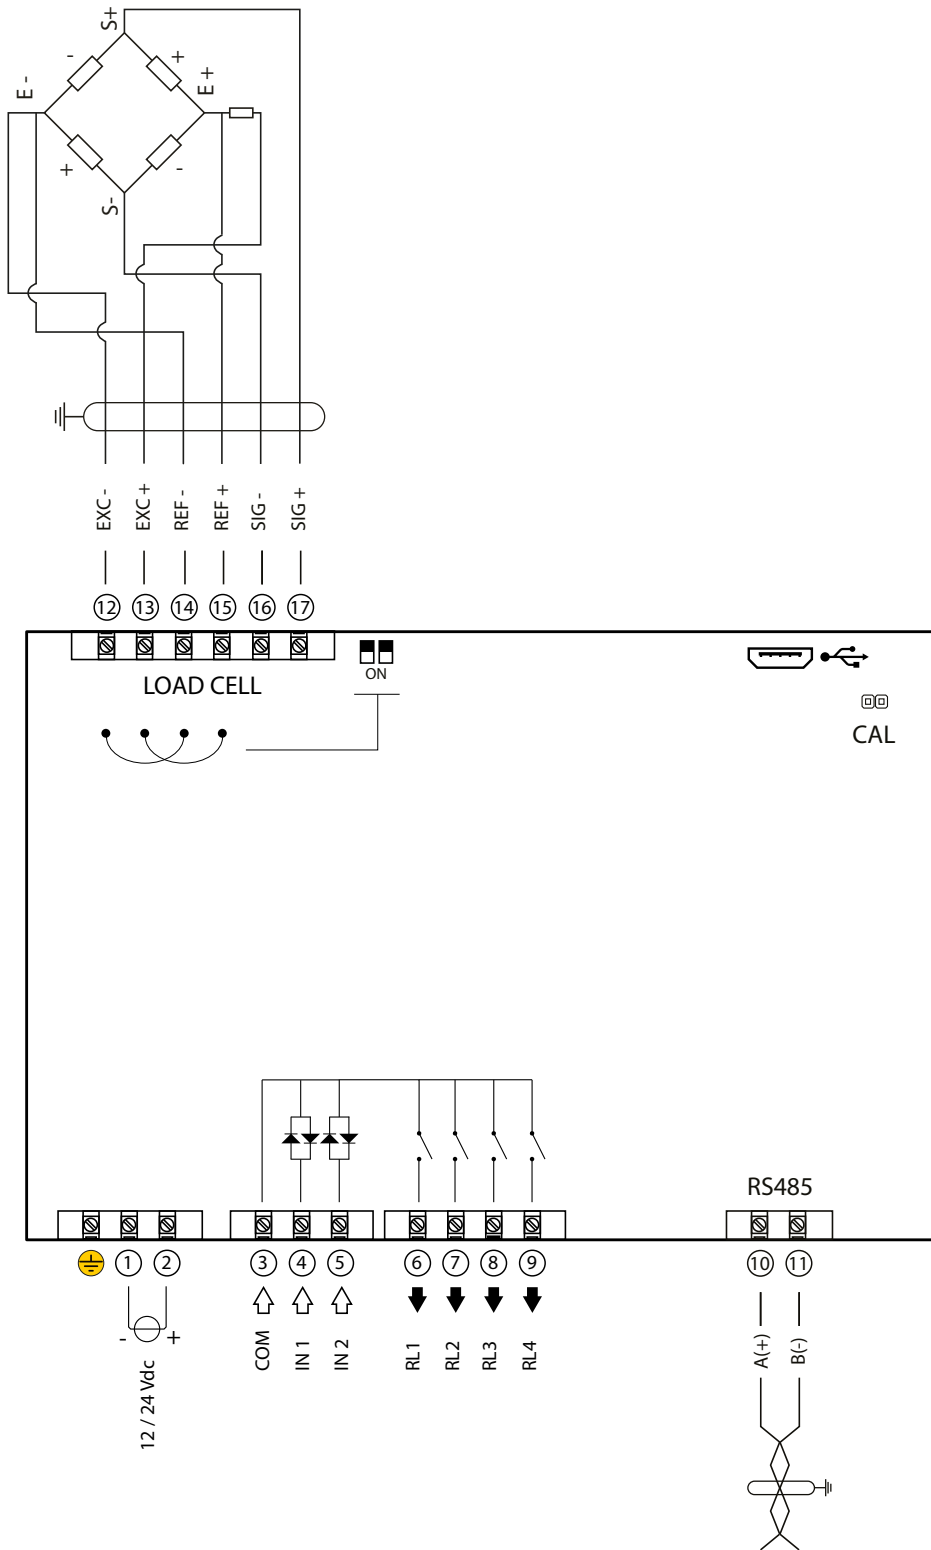 S+
-
+
E -
E +
+
-
S-
EXC -
EXC +
REF -
REF +
SIG -
SIG +
12 13 14 15 16 17
ON
LOAD CELL
CAL
RS485
1 2 3 4 5 6 7 8 9 10 11
- +
12 / 24 Vdc
COM
IN 1
IN 2
RL1
RL2
RL3
RL4
A(+)
B(-)